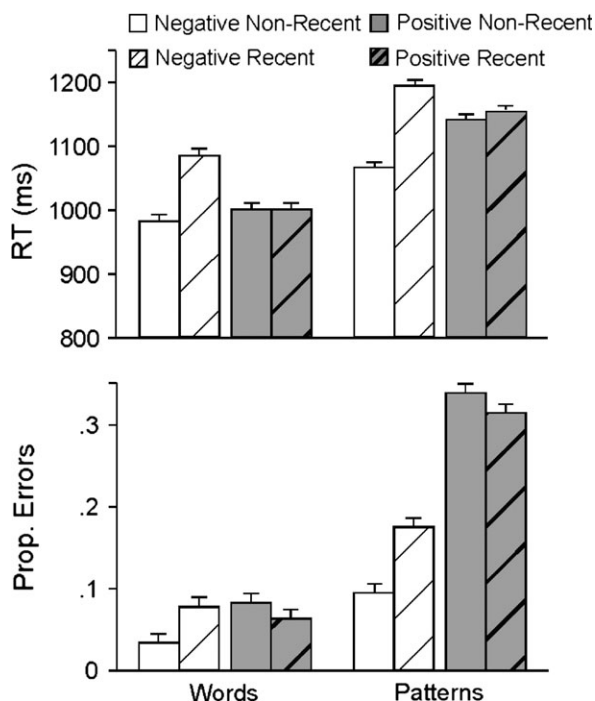 Negative Non-Recent Positive Non-Recent
Negative Recent Positive Recent
1200
1100
1000
900
800
RT (ms)
.3
.2
.1
0
Prop. Errors
Words Patterns